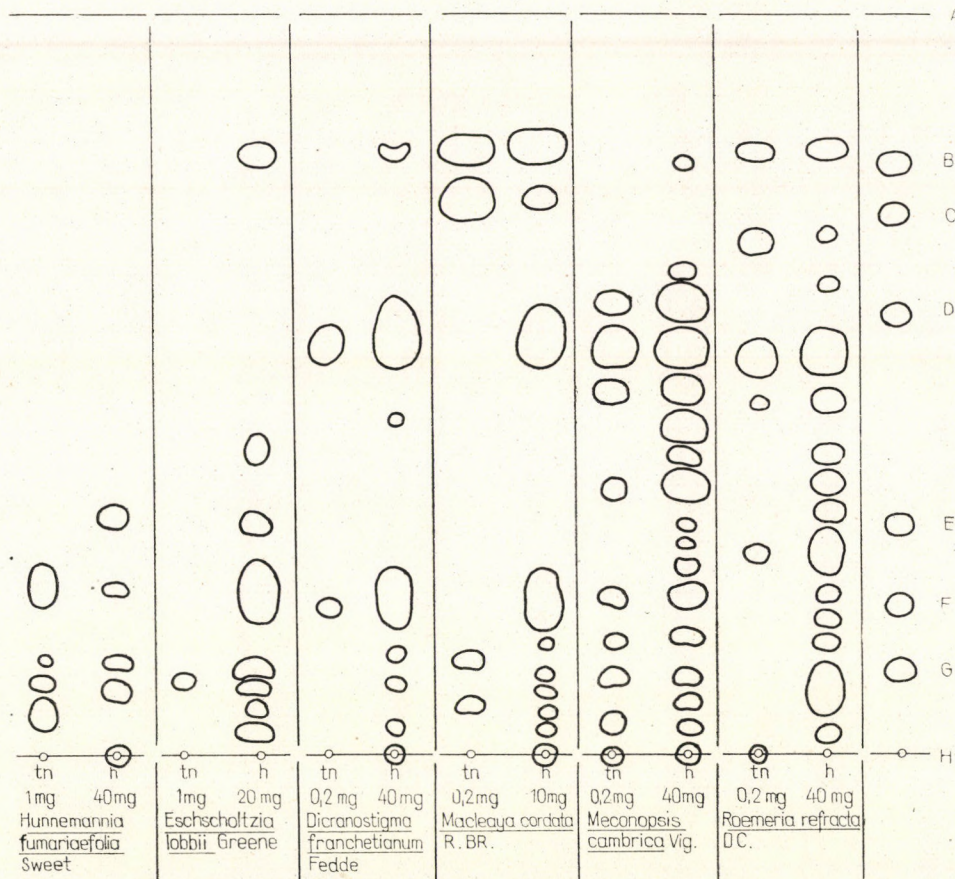 A
B
C
D
E
F
G
H
tn h tn h tn h tn h tn h tn h
1mg 40mg 1mg 20 mg 0,2 mg 40mg 0,2mg 10mg 0,2mg 40mg 0,2 mg 40 mg
Hunnemannia
fumariaefolia
Sweet
Eschscholtzia
lobbii Greene
Dicranostigma
franchetianum
Fedde
Macleaya cordata
R. BR.
Meconopsis
cambrica Vig.
Roemeria refracta
D C.